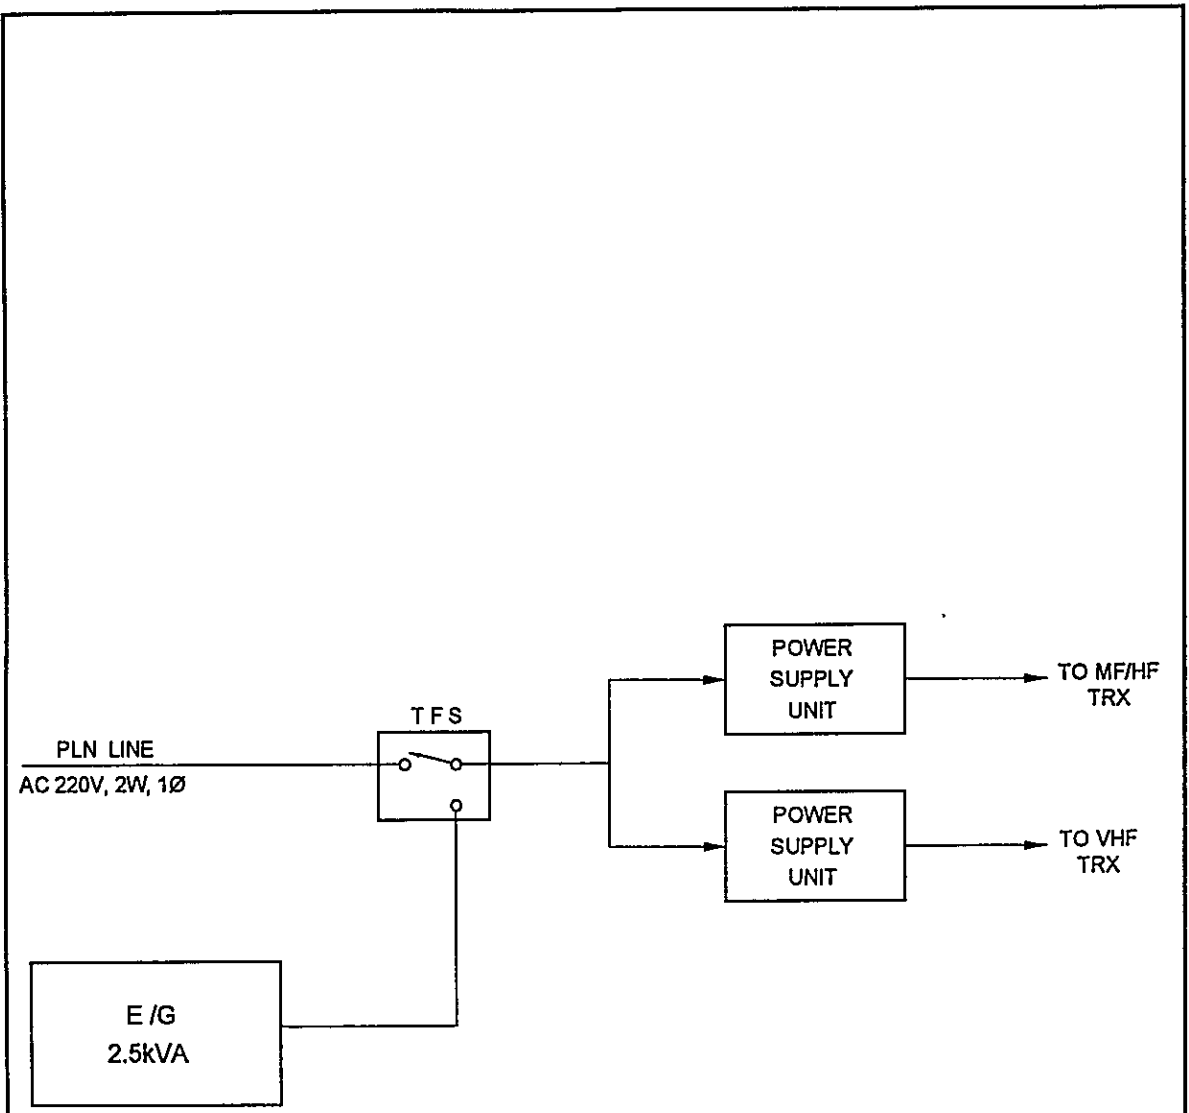 POWER
SUPPLY
UNIT
TO MF/HF
TRX
T F S
PLN LINE
AC 220V, 2W, 1Ø
POWER
SUPPLY
UNIT
TO VHF
TRX
E /G
2.5kVA